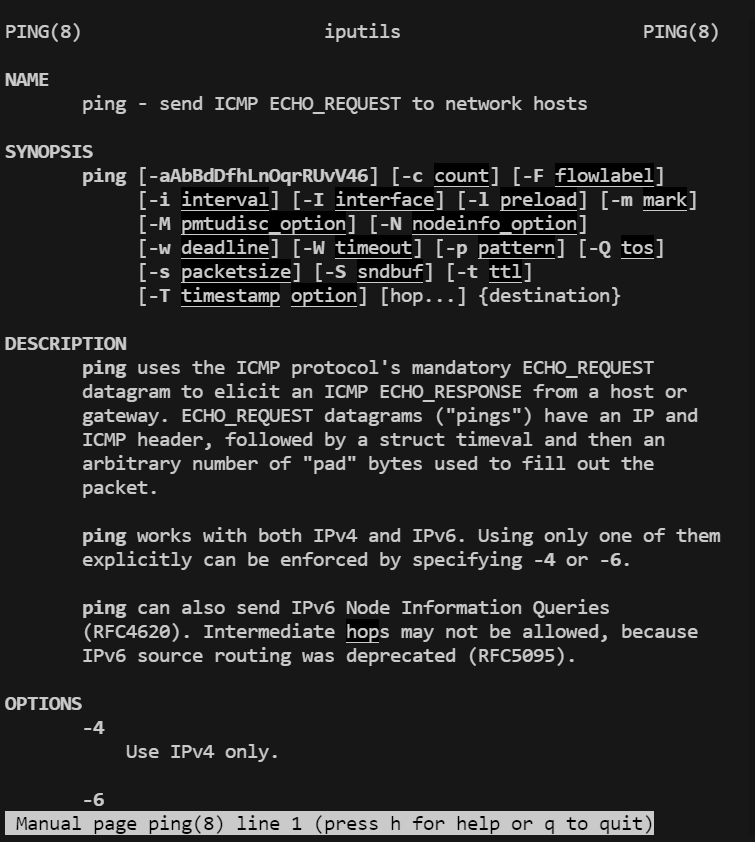 PING(8) iputils PING(8)
NAME
ping - send ICMP ECHO_REQUEST to network hosts
SYNOPSIS
ping [-aAbBdDfhLnOqrRUvV46] [-c count] [-F flowlabel]
[-i interval] [-I interface] [-l preload] [-m mark]
[-M pmtudisc_option] [-N nodeinfo_option]
[-w deadline] [-W timeout] [-p pattern] [-Q tos]
[-s packetsize] [-S sndbuf] [-t ttl]
[-T timestamp option] [hop...] {destination}
DESCRIPTION
ping uses the ICMP protocol's mandatory ECHO_REQUEST
datagram to elicit an ICMP ECHO_RESPONSE from a host or
gateway. ECHO_REQUEST datagrams ("pings") have an IP and
ICMP header, followed by a struct timeval and then an
arbitrary number of "pad" bytes used to fill out the
packet.
ping works with both IPv4 and IPv6. Using only one of them
explicitly can be enforced by specifying -4 or -6.
ping can also send IPv6 Node Information Queries
(RFC4620). Intermediate hops may not be allowed, because
IPv6 source routing was deprecated (RFC5095).
OPTIONS
-4
Use IPv4 only.
-6
Manual page ping(8) line 1 (press h for help or q to quit)